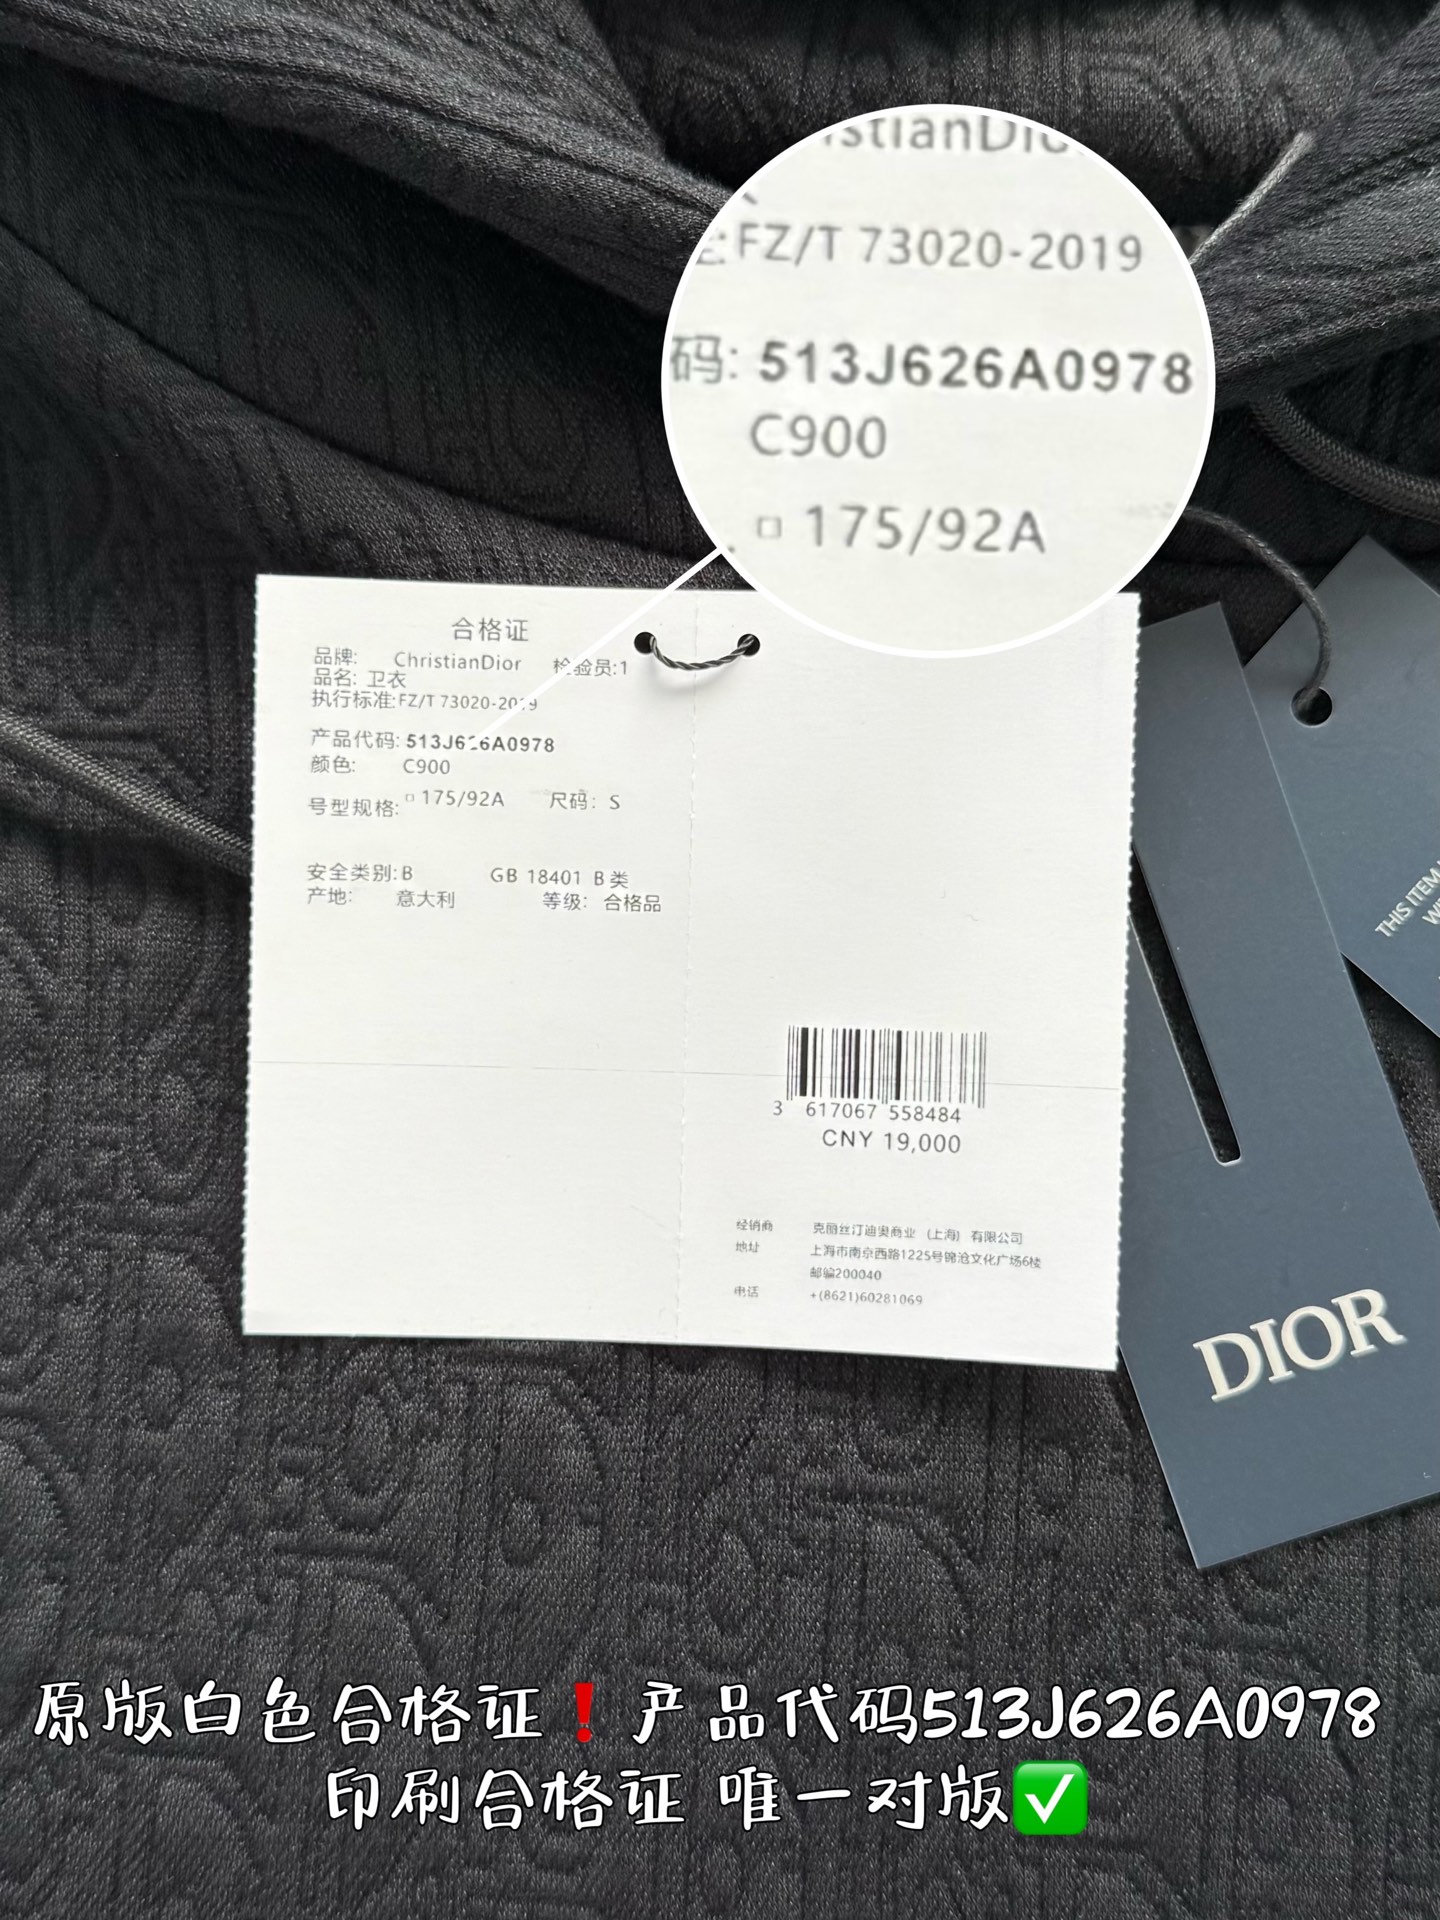 istianDio
FZ/T 73020-2019
码: 513J626A0978
C900
175/92A
合格证
品牌: ChristianDior 检验员:1
品名: 卫衣
执行标准:FZ/T 73020-2019
产品代码: 513J626A0978
颜色: C900
号型规格: 175/92A 尺码: S
安全类别:B GB 18401 B 类
产地: 意大利 等级: 合格品
3 617067 558484
CNY 19,000
经销商 克丽丝汀迪奥商业 (上海) 有限公司
地址 上海市南京西路1225号锦沧文化广场6楼
邮编200040
电话 +(8621)60281069
THIS ITEM
DIOR
原版白色合格证❗产品代码513J626A0978
印刷合格证 唯一对版✅